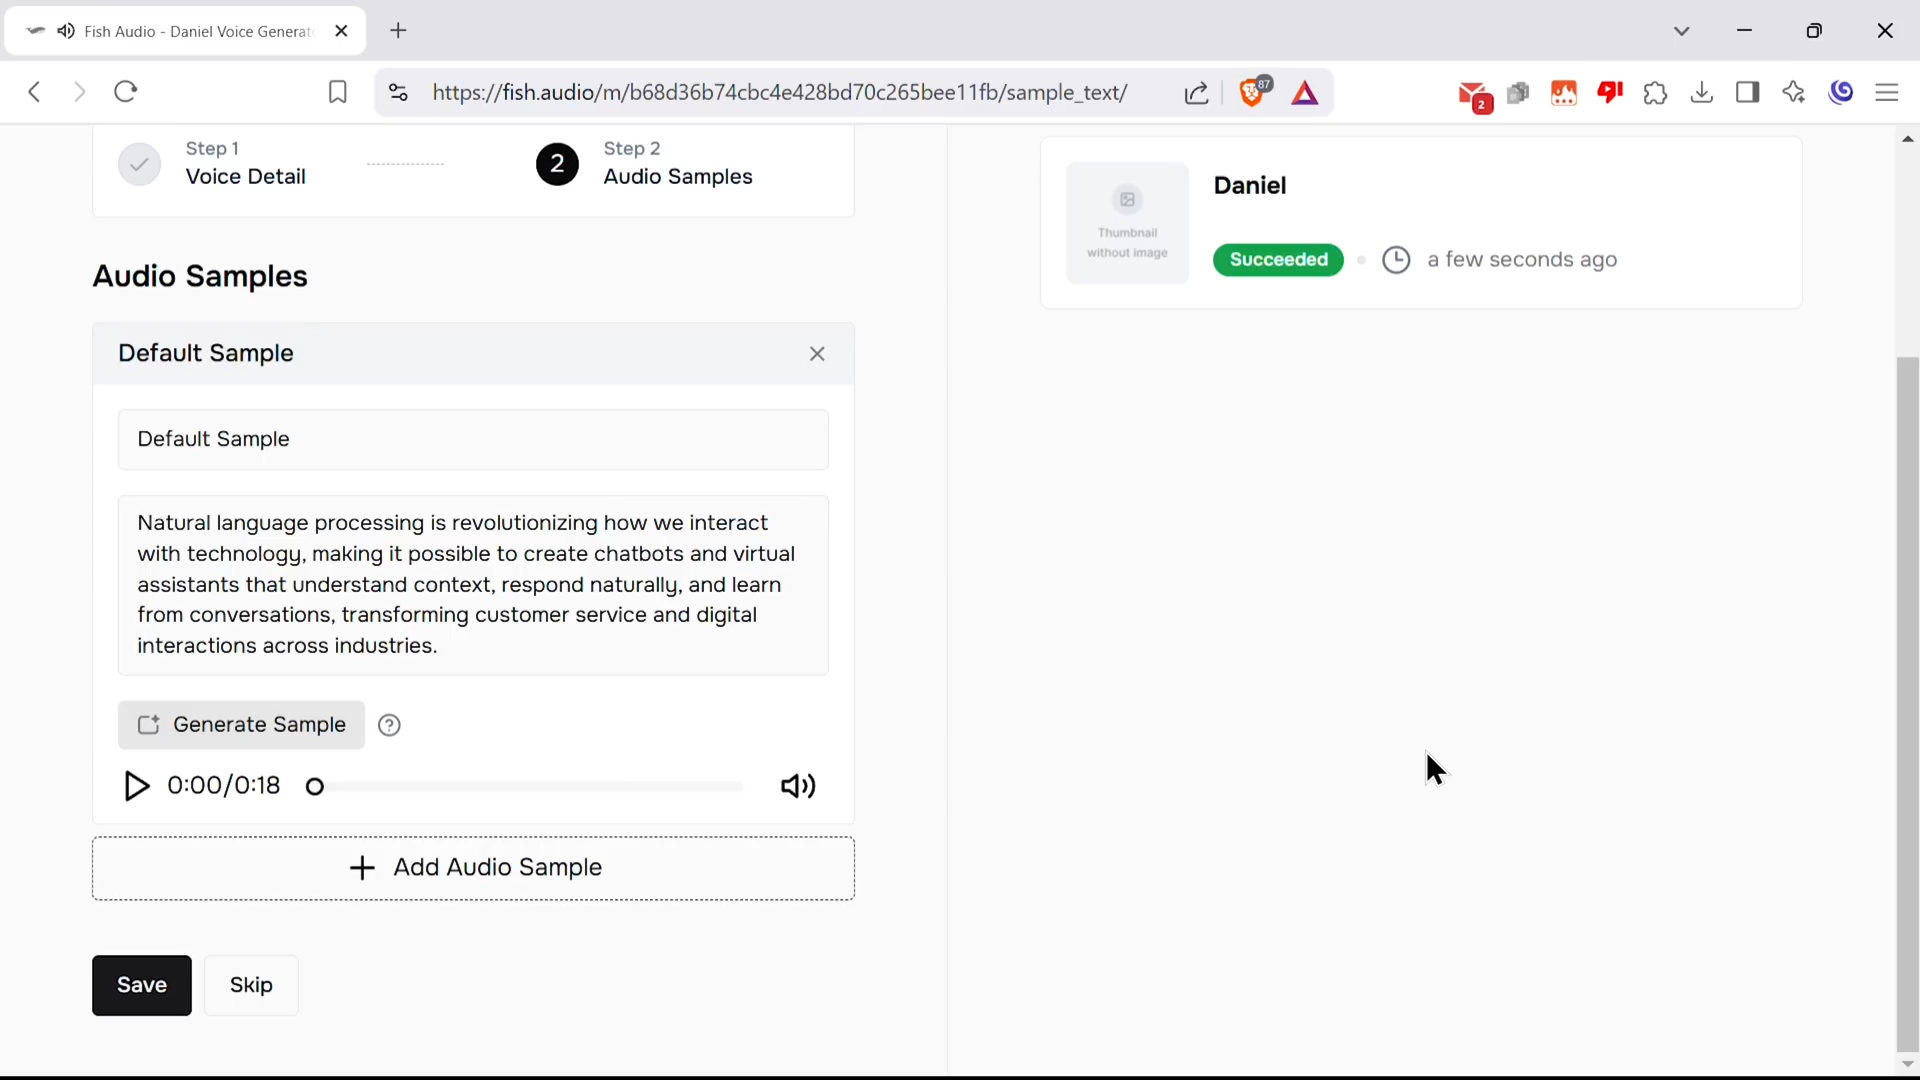 Fish Audio - Daniel Voice Generat
https://fish.audio/m/b68d36b74cbc4e428bd70c265bee11fb/sample_text/
87
2
Step 1
Voice Detail
2
Step 2
Audio Samples
Audio Samples
Default Sample
Default Sample
Natural language processing is revolutionizing how we interact
with technology, making it possible to create chatbots and virtual
assistants that understand context, respond naturally, and learn
from conversations, transforming customer service and digital
interactions across industries.
Generate Sample
0:00/0:18
Add Audio Sample
Save
Skip
Thumbnail
without image
Daniel
Succeeded
a few seconds ago